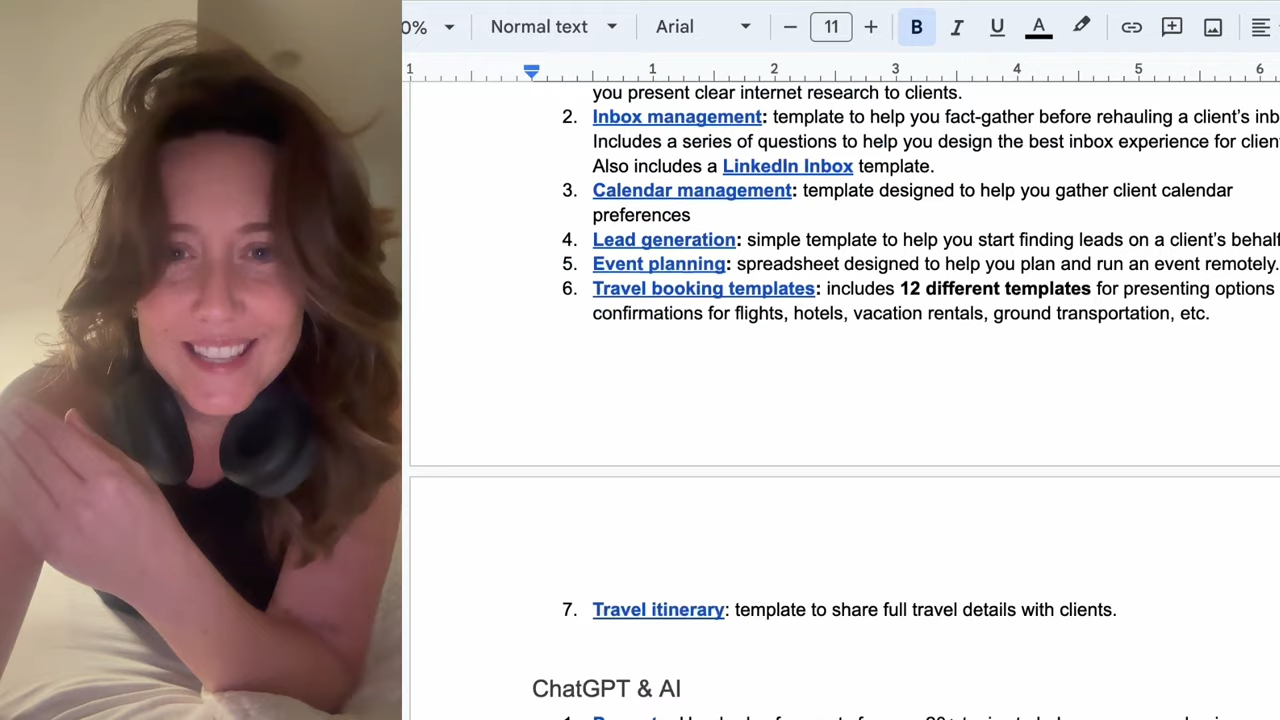 0% Normal text Arial 11 B I U A
1 1 2 3 4 5 6
you present clear internet research to clients.
2. Inbox management: template to help you fact-gather before rehauling a client's inb
Includes a series of questions to help you design the best inbox experience for clien
Also includes a LinkedIn Inbox template.
3. Calendar management: template designed to help you gather client calendar
preferences
4. Lead generation: simple template to help you start finding leads on a client's behalf
5. Event planning: spreadsheet designed to help you plan and run an event remotely.
6. Travel booking templates: includes 12 different templates for presenting options
confirmations for flights, hotels, vacation rentals, ground transportation, etc.
7. Travel itinerary: template to share full travel details with clients.
ChatGPT & AI